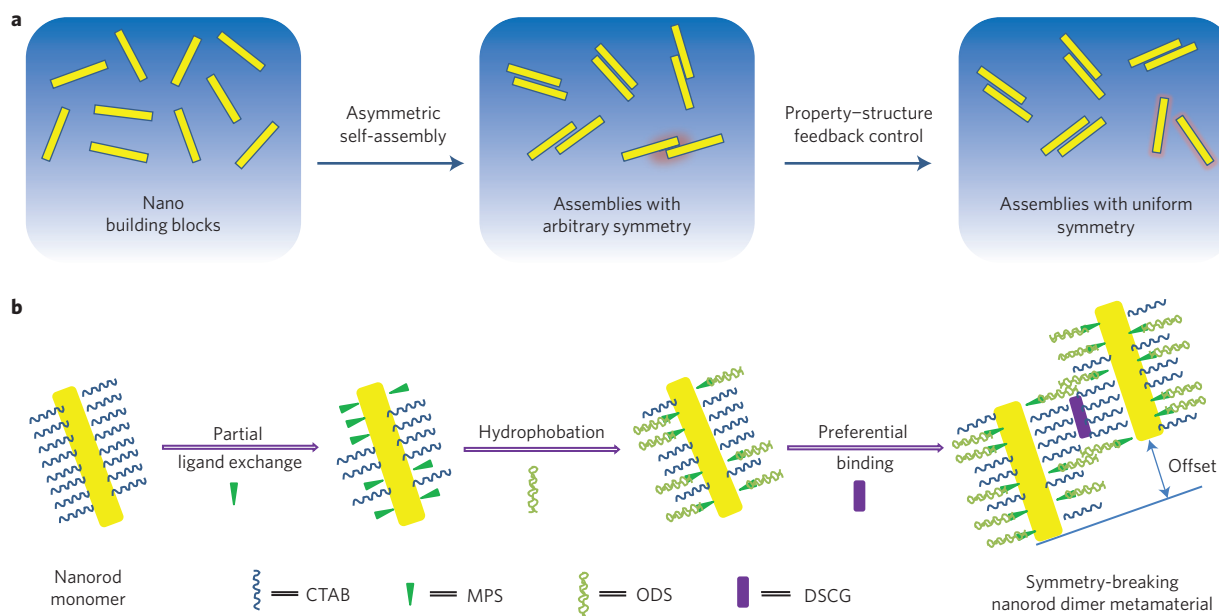 a
Asymmetric
self-assembly
Property–structure
feedback control
Nano
building blocks
Assemblies with
arbitrary symmetry
Assemblies with uniform
symmetry
b
Partial
ligand exchange
Hydrophobation
Preferential
binding
Offset
Nanorod
monomer
CTAB
MPS
ODS
DSCG
Symmetry-breaking
nanorod dimer metamaterial